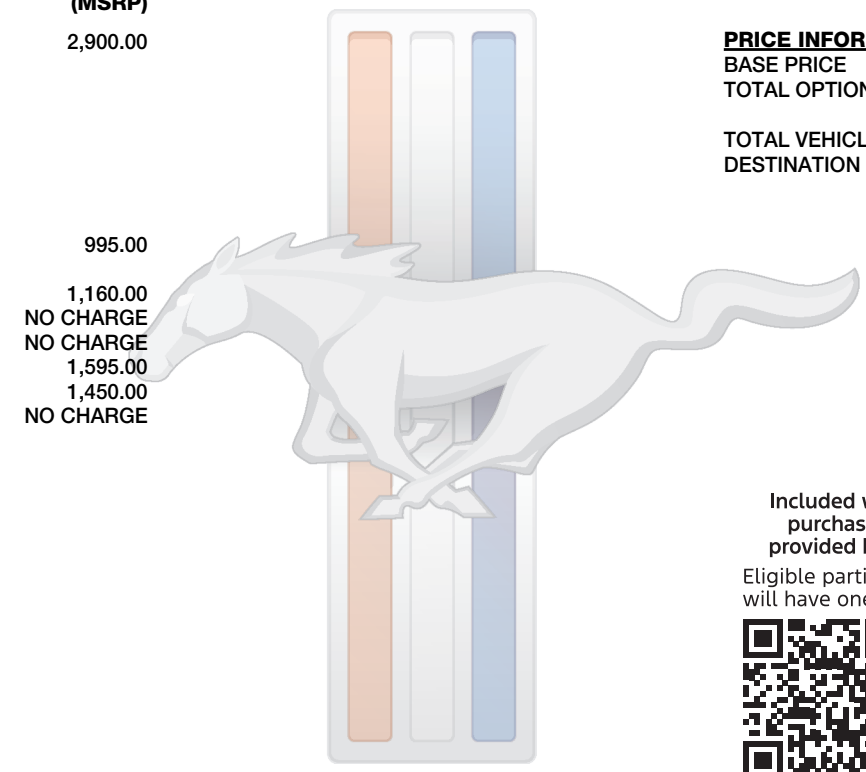 (MSRP)
2,900.00
995.00
1,160.00
NO CHARGE
NO CHARGE
1,595.00
1,450.00
NO CHARGE
PRICE INFOR
BASE PRICE
TOTAL OPTION
TOTAL VEHICL
DESTINATION
Included w
purchas
provided b
Eligible parti
will have one